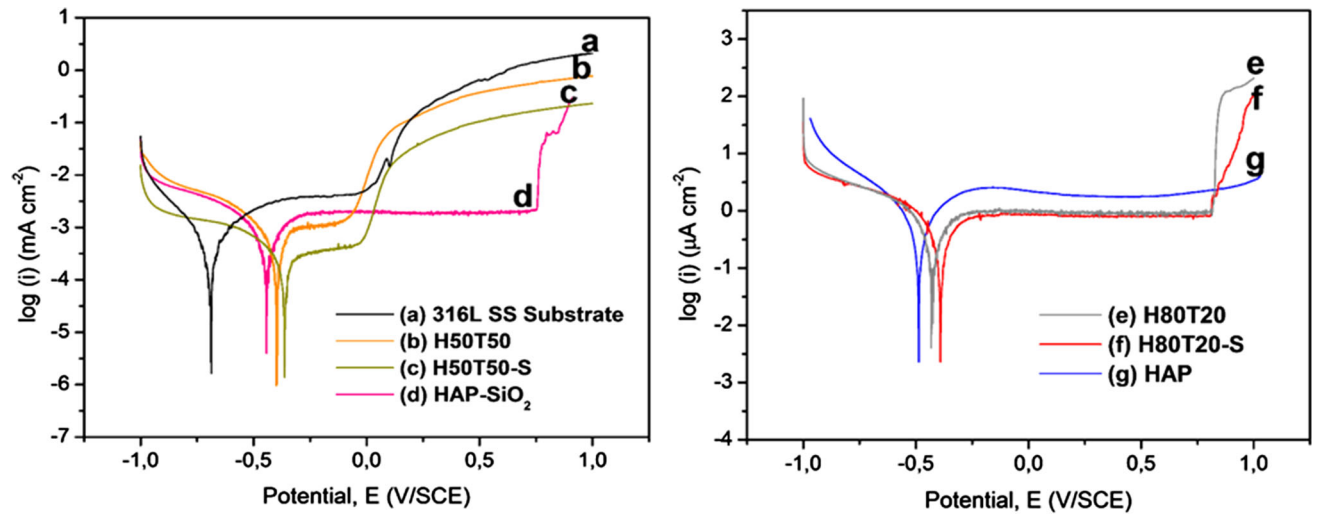 1
0
-1
-2
-3
-4
-5
-6
-7
log (i) (mA cm⁻²)
-1,0 -0,5 0,0 0,5 1,0
Potential, E (V/SCE)
a
b
c
d
(a) 316L SS Substrate
(b) H50T50
(c) H50T50-S
(d) HAP-SiO₂
3
2
1
0
-1
-2
-3
-4
log (i) (µA cm⁻²)
-1,0 -0,5 0,0 0,5 1,0
Potential, E (V/SCE)
e
f
g
(e) H80T20
(f) H80T20-S
(g) HAP